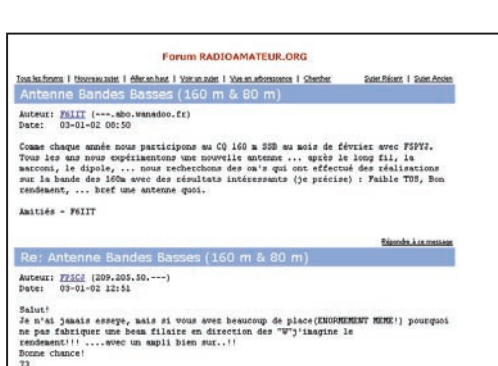 Forum RADIOAMATEUR.ORG
Tous les forums | Nouveau sujet | Aller en haut | Voir un sujet | Vue en arborescence | Chercher Sujet Récent | Sujet Ancien
Antenne Bandes Basses (160 m & 80 m)
Auteur: F6IIT (---.abo.wanadoo.fr)
Date: 03-01-02 00:50
Comme chaque année nous participons au CQ 160 m SSB au mois de février avec F5PYJ.
Tous les ans nous expérimentons une nouvelle antenne ... après le long fil, la
marconi, le dipole, ... nous recherchons des om's qui ont effectué des réalisations
sur la bande des 160m avec des résultats intéressants (je précise) : Faible TOS, Bon
rendement, ... bref une antenne quoi.
Amitiés - F6IIT
Répondre à ce message
Re: Antenne Bandes Basses (160 m & 80 m)
Auteur: (209.205.50.---)
Date: 03-01-02 12:51
Salut!
Je n'ai jamais esseye, mais si vous avez beaucoup de place(ENORMEMENT MEME!) pourquoi
ne pas fabriquer une beam filaire en direction des "W"j'imagine le
rendement!!! ....avec un ampli bien sur..!!
Bonne chance!
73